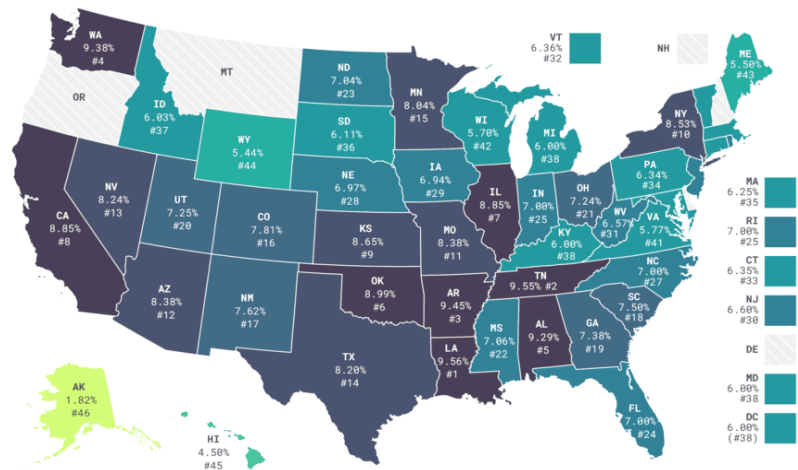 WA
9.38%
#4
MT
ND
7.04%
#23
MN
8.04%
#15
VT
6.36%
#32
NH
ME
5.50%
#43
OR
ID
6.03%
#37
WY
5.44%
#44
SD
6.11%
#36
WI
5.70%
#42
MI
6.00%
#38
NY
8.53%
#10
NV
8.24%
#13
UT
7.25%
#20
CO
7.81%
#16
NE
6.97%
#28
IA
6.94%
#29
IL
8.85%
#7
IN
7.00%
#25
OH
7.24%
#21
PA
6.34%
#34
MA
6.25%
#35
CA
8.85%
#8
KS
8.65%
#9
MO
8.38%
#11
KY
6.00%
#38
WV
6.57%
#31
VA
5.77%
#41
RI
7.00%
#25
AZ
8.38%
#12
NM
7.62%
#17
OK
8.99%
#6
AR
9.45%
#3
TN
9.55% #2
NC
7.00%
#27
CT
6.35%
#33
SC
7.50%
#18
NJ
6.60%
#30
TX
8.20%
#14
LA
9.56%
#1
MS
7.06%
#22
AL
9.29%
#5
GA
7.38%
#19
DE
MD
6.00%
#38
AK
1.82%
#46
HI
4.50%
#45
FL
7.00%
#24
DC
6.00%
(#38)